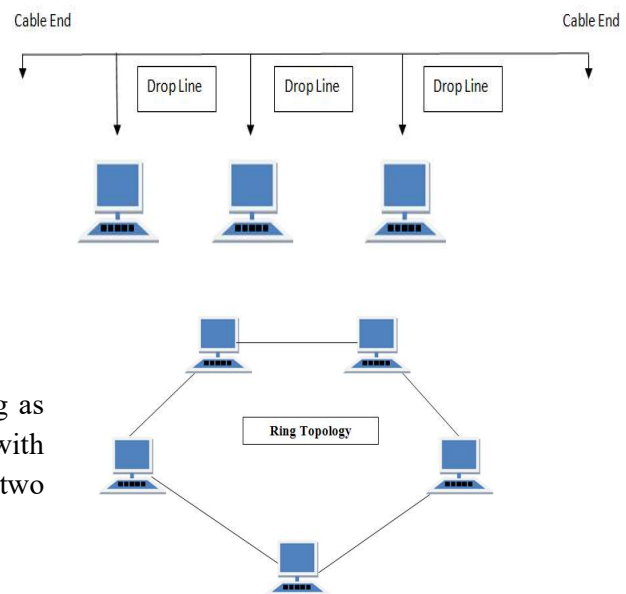 Cable End Cable End
Drop Line Drop Line Drop Line
Ring Topology
g as
with
two